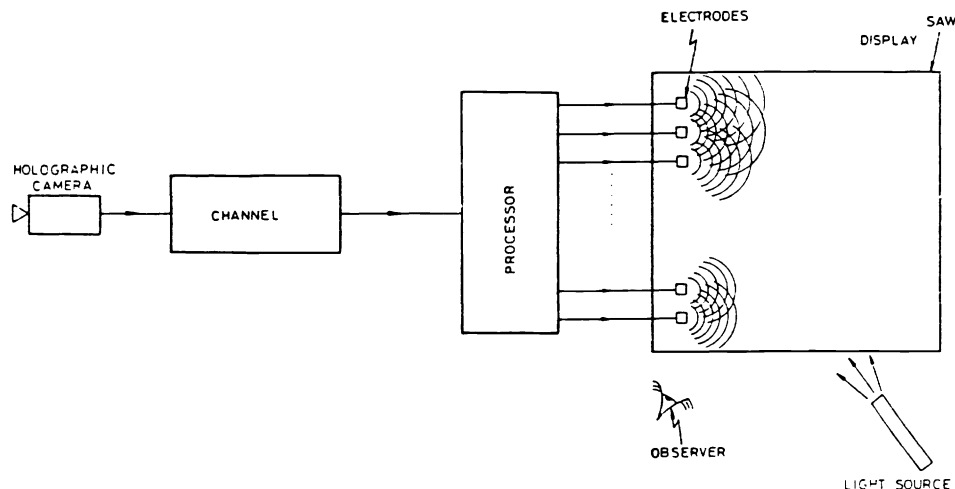 ELECTRODES
SAW
DISPLAY
HOLOGRAPHIC
CAMERA
CHANNEL
PROCESSOR
OBSERVER
LIGHT SOURCE